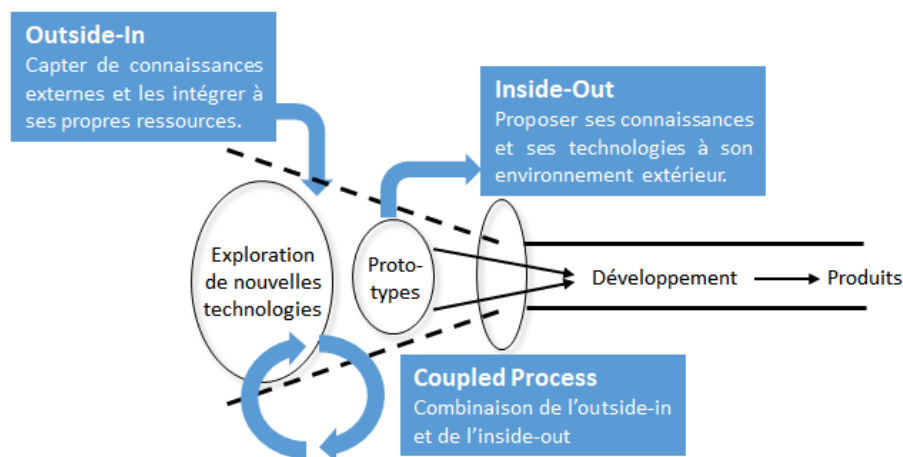 Outside-In
Capter de connaissances
externes et les intégrer à
ses propres ressources.
Inside-Out
Proposer ses connaissances
et ses technologies à son
environnement extérieur.
Exploration
de nouvelles
technologies
Proto-
types
Développement
Produits
Coupled Process
Combinaison de l'outside-in
et de l'inside-out